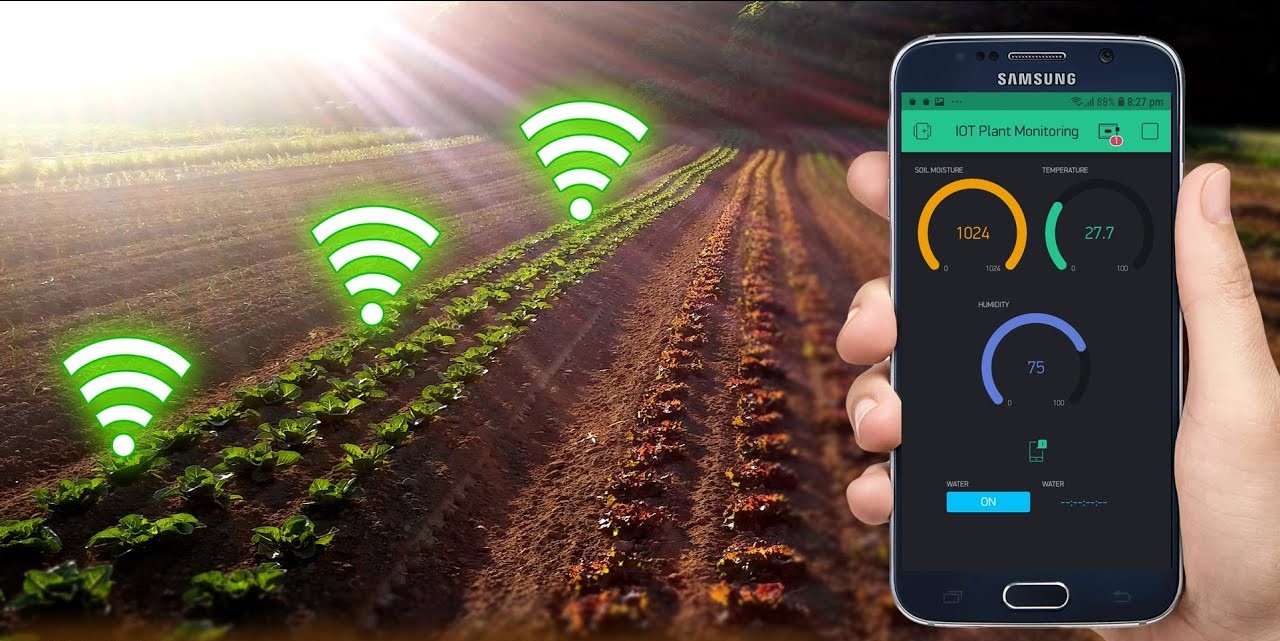 SAMSUNG
88% 8:27 pm
IOT Plant Monitoring
1
SOIL MOISTURE
TEMPERATURE
1024
27.7
0 1024
0 100
HUMIDITY
75
0 100
WATER
WATER
ON
--:--:--:--